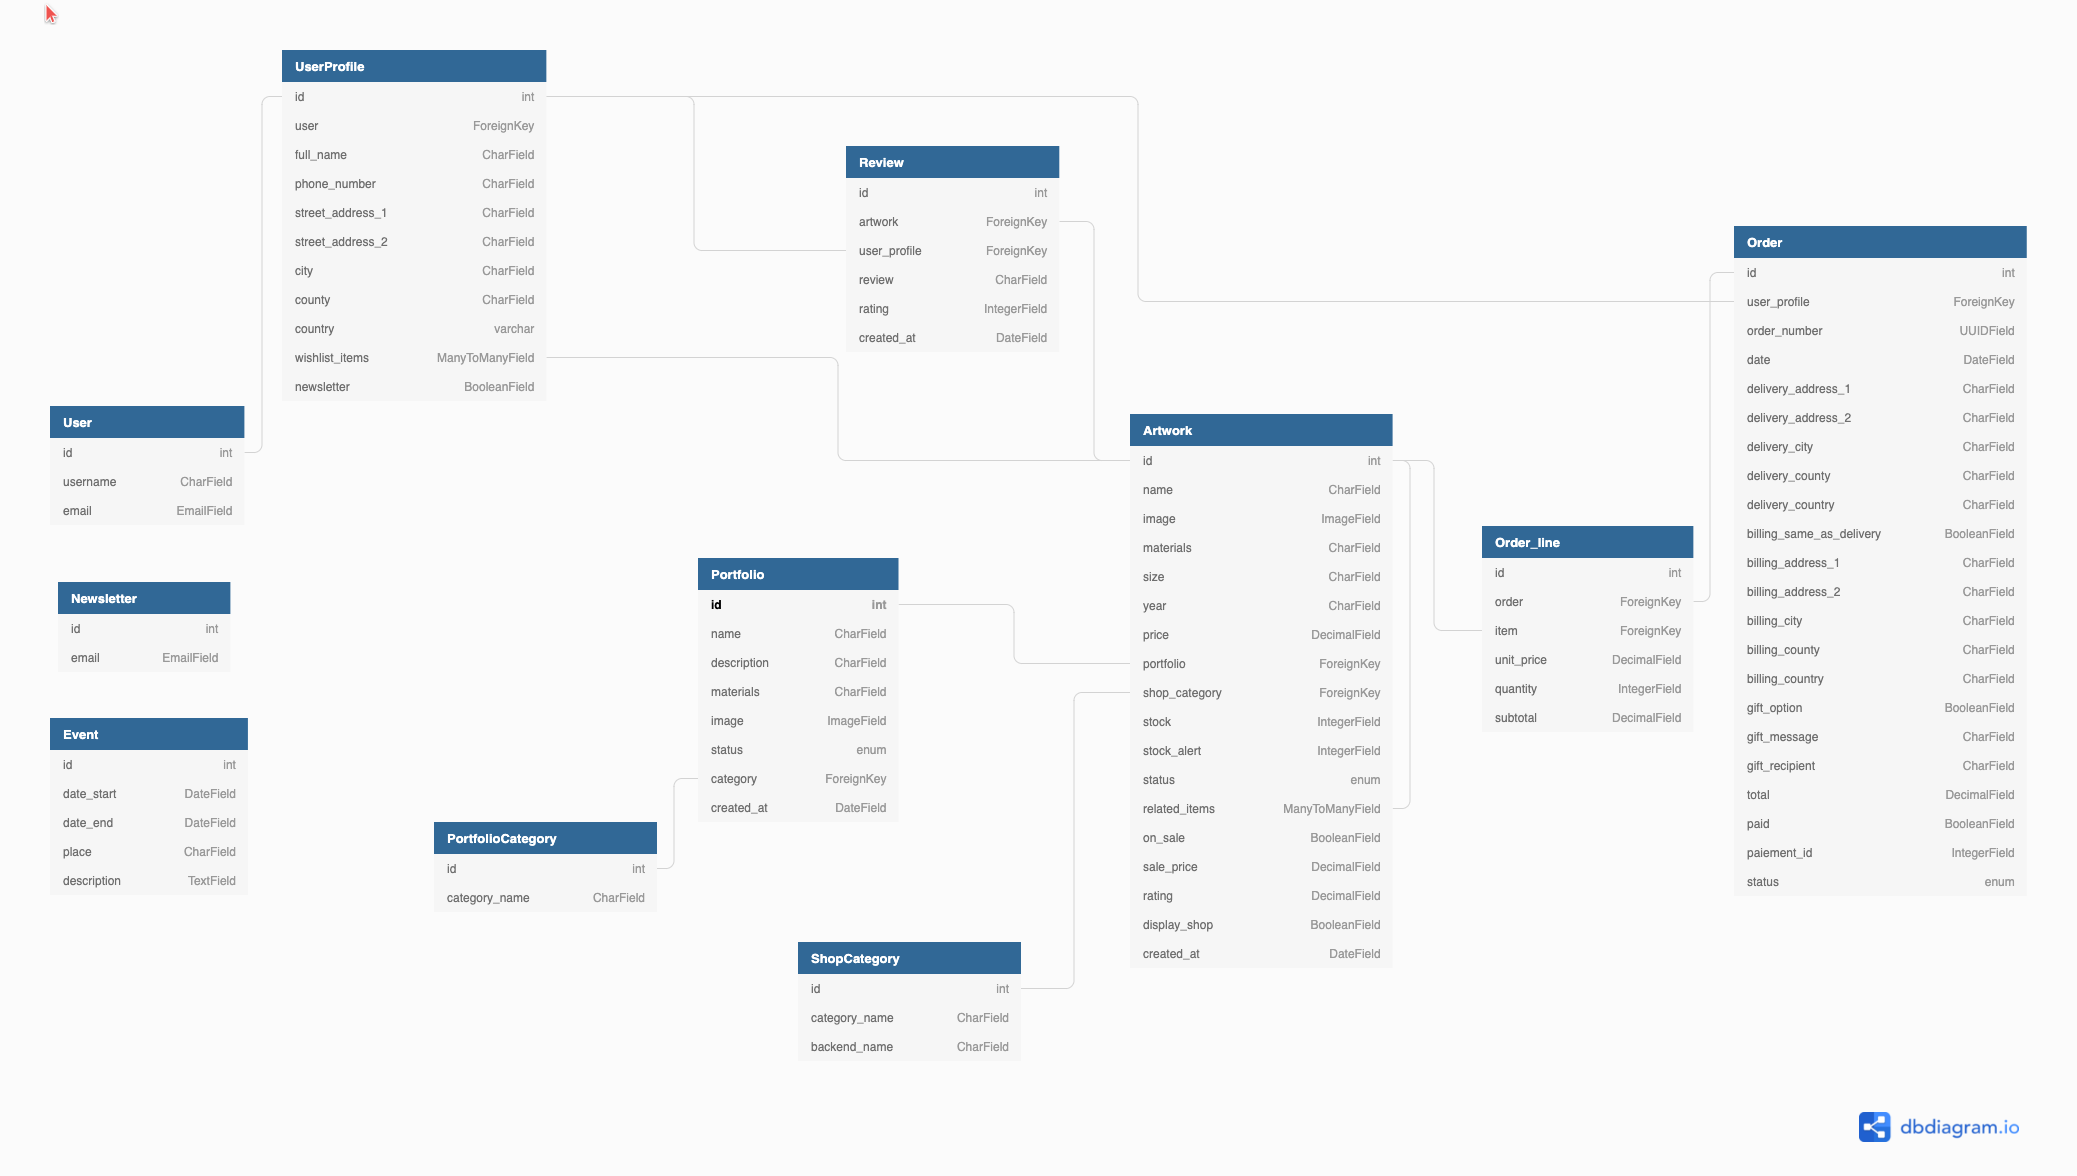 UserProfile
id int
user ForeignKey
full_name CharField
phone_number CharField
street_address_1 CharField
street_address_2 CharField
city CharField
county CharField
country varchar
wishlist_items ManyToManyField
newsletter BooleanField
Review
id int
artwork ForeignKey
user_profile ForeignKey
review CharField
rating IntegerField
created_at DateField
Order
id int
user_profile ForeignKey
order_number UUIDField
date DateField
delivery_address_1 CharField
delivery_address_2 CharField
delivery_city CharField
delivery_county CharField
delivery_country CharField
billing_same_as_delivery BooleanField
billing_address_1 CharField
billing_address_2 CharField
billing_city CharField
billing_county CharField
billing_country CharField
gift_option BooleanField
gift_message CharField
gift_recipient CharField
total DecimalField
paid BooleanField
paiement_id IntegerField
status enum
User
id int
username CharField
email EmailField
Artwork
id int
name CharField
image ImageField
materials CharField
size CharField
year CharField
price DecimalField
portfolio ForeignKey
shop_category ForeignKey
stock IntegerField
stock_alert IntegerField
status enum
related_items ManyToManyField
on_sale BooleanField
sale_price DecimalField
rating DecimalField
display_shop BooleanField
created_at DateField
Order_line
id int
order ForeignKey
item ForeignKey
unit_price DecimalField
quantity IntegerField
subtotal DecimalField
Portfolio
id int
name CharField
description CharField
materials CharField
image ImageField
status enum
category ForeignKey
created_at DateField
Newsletter
id int
email EmailField
Event
id int
date_start DateField
date_end DateField
place CharField
description TextField
PortfolioCategory
id int
category_name CharField
ShopCategory
id int
category_name CharField
backend_name CharField
dbdiagram.io